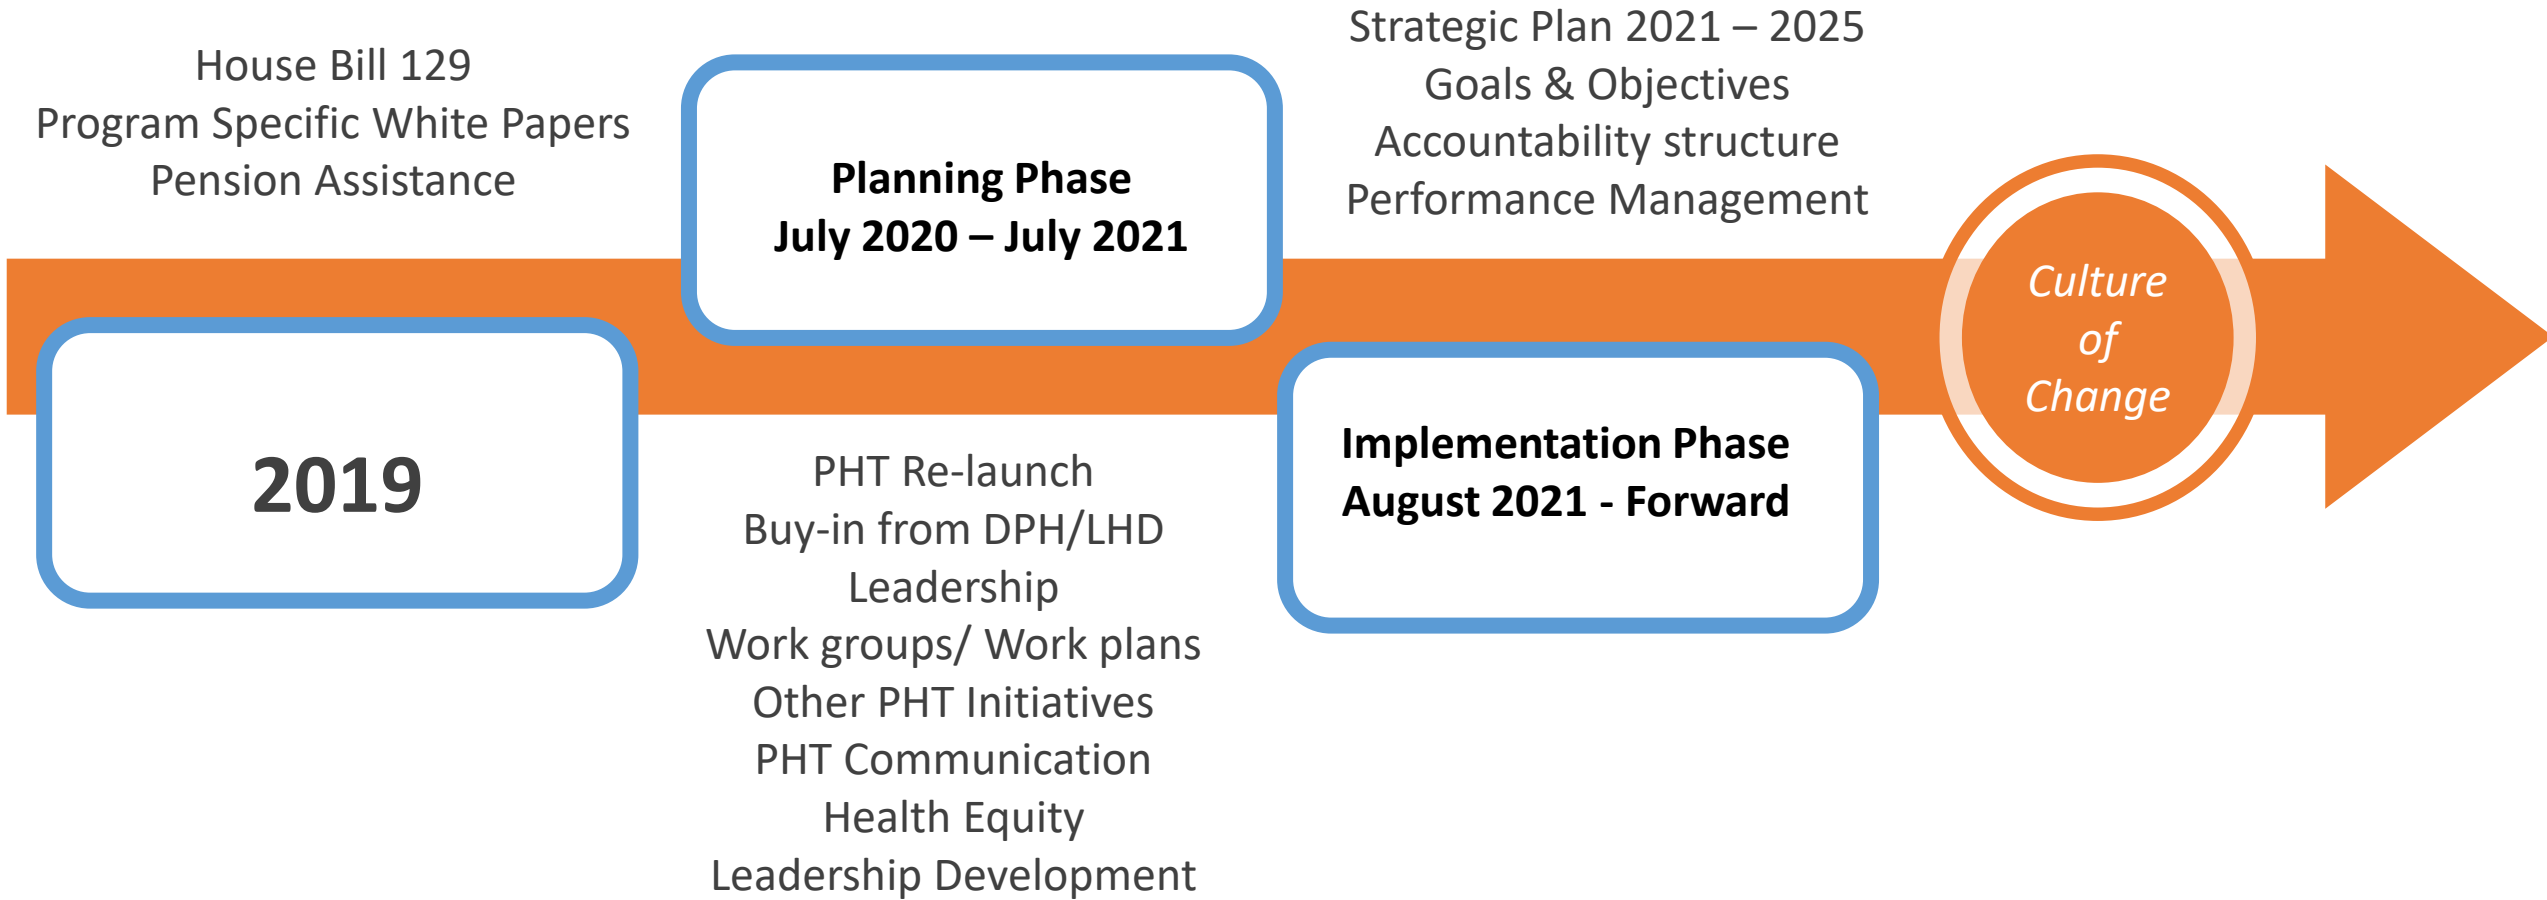 House Bill 129
Program Specific White Papers
Pension Assistance
2019
Planning Phase
July 2020 – July 2021
PHT Re-launch
Buy-in from DPH/LHD
Leadership
Work groups/ Work plans
Other PHT Initiatives
PHT Communication
Health Equity
Leadership Development
Strategic Plan 2021 – 2025
Goals & Objectives
Accountability structure
Performance Management
Implementation Phase
August 2021 - Forward
Culture
of
Change